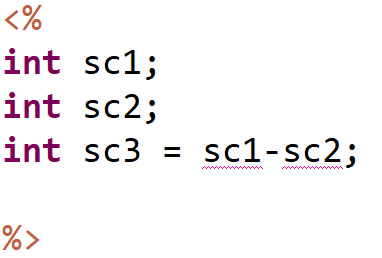 <%
int sc1;
int sc2;
int sc3 = sc1-sc2;
%>